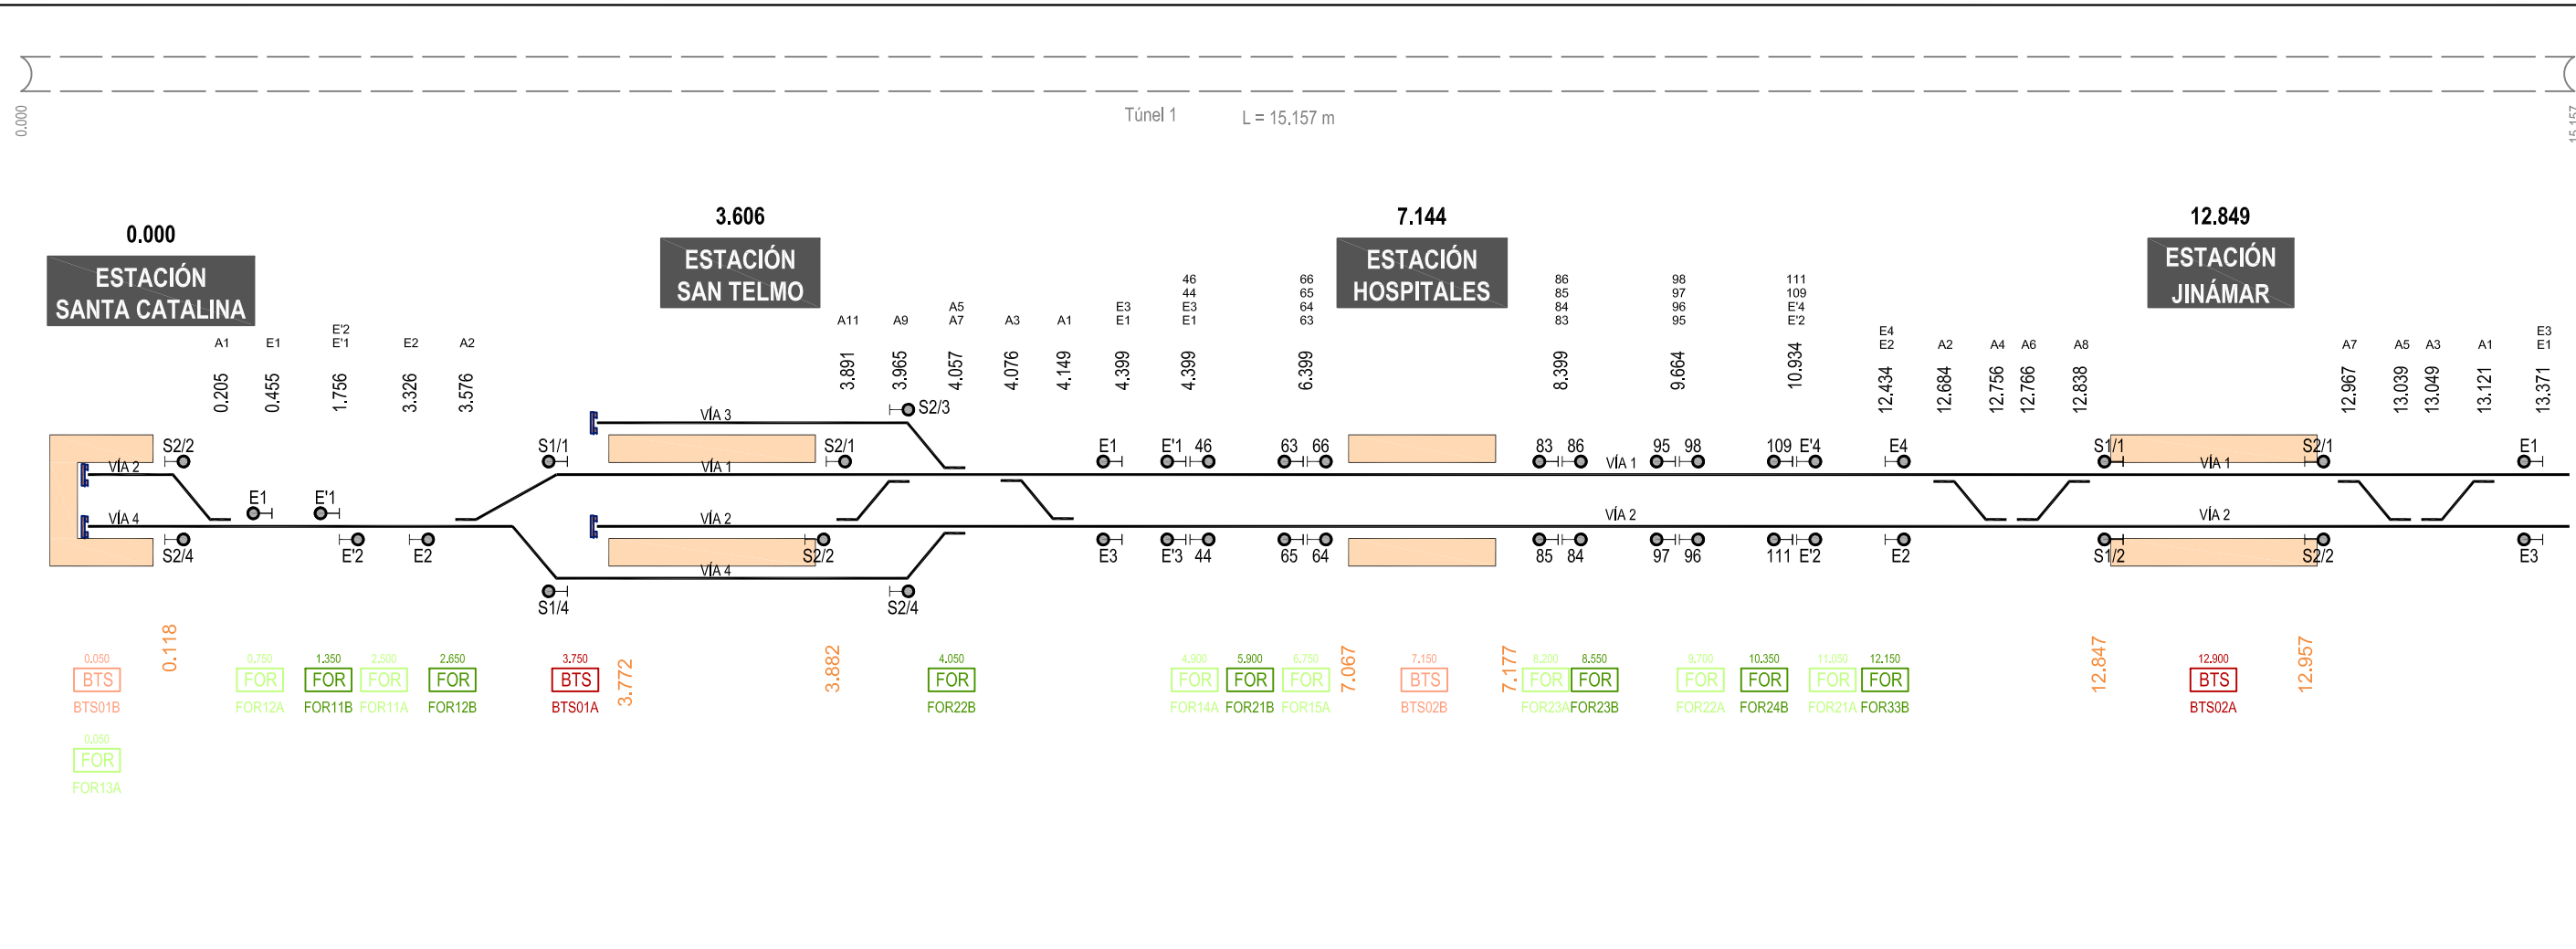 0.000
Túnel 1
L = 15.157 m
15.157
0.000
ESTACIÓN
SANTA CATALINA
3.606
ESTACIÓN
SAN TELMO
7.144
ESTACIÓN
HOSPITALES
12.849
ESTACIÓN
JINÁMAR
A1
E1
E'2
E'1
E2
A2
A11
A9
A5
A7
A3
A1
E3
E1
46
44
E3
E1
66
65
64
63
86
85
84
83
98
97
96
95
111
109
E'4
E'2
E4
E2
A2
A4
A6
A8
A7
A5
A3
A1
E3
E1
0.205
0.455
1.756
3.326
3.576
3.891
3.965
4.057
4.076
4.149
4.399
4.399
6.399
8.399
9.664
10.934
12.434
12.684
12.756
12.766
12.838
12.967
13.039
13.049
13.121
13.371
VÍA 3
S2/3
S2/2
S1/1
S2/1
E1
E'1
46
63
66
83
86
95
98
109
E'4
E4
S1/1
S2/1
E1
VÍA 2
VÍA 1
VÍA 1
VÍA 1
E1
E'1
VÍA 4
VÍA 2
VÍA 2
VÍA 2
S2/4
E'2
E2
S2/2
E3
E'3
44
65
64
85
84
97
96
111
E'2
E2
S1/2
S2/2
E3
VÍA 4
S1/4
S2/4
0.118
3.772
3.882
7.067
7.177
12.847
12.957
0.050
BTS
BTS01B
0.750
FOR
FOR12A
1.350
FOR
FOR11B
2.500
FOR
FOR11A
2.650
FOR
FOR12B
3.750
BTS
BTS01A
4.050
FOR
FOR22B
4.900
FOR
FOR14A
5.900
FOR
FOR21B
6.750
FOR
FOR15A
7.150
BTS
BTS02B
8.200
FOR
FOR23A
8.550
FOR
FOR23B
9.700
FOR
FOR22A
10.350
FOR
FOR24B
11.050
FOR
FOR21A
12.150
FOR
FOR33B
12.900
BTS
BTS02A
0.050
FOR
FOR13A